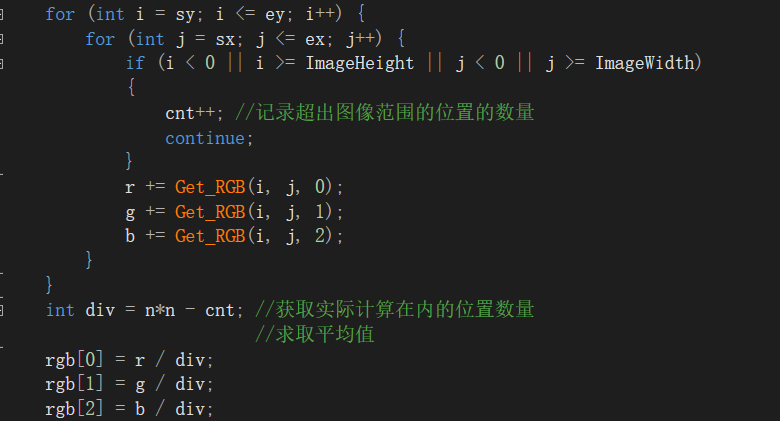 for (int i = sy; i <= ey; i++) {
for (int j = sx; j <= ex; j++) {
if (i < 0 || i >= ImageHeight || j < 0 || j >= ImageWidth)
{
cnt++; //记录超出图像范围的位置的数量
continue;
}
r += Get_RGB(i, j, 0);
g += Get_RGB(i, j, 1);
b += Get_RGB(i, j, 2);
}
}
int div = n*n - cnt; //获取实际计算在内的位置数量
//求取平均值
rgb[0] = r / div;
rgb[1] = g / div;
rgb[2] = b / div;